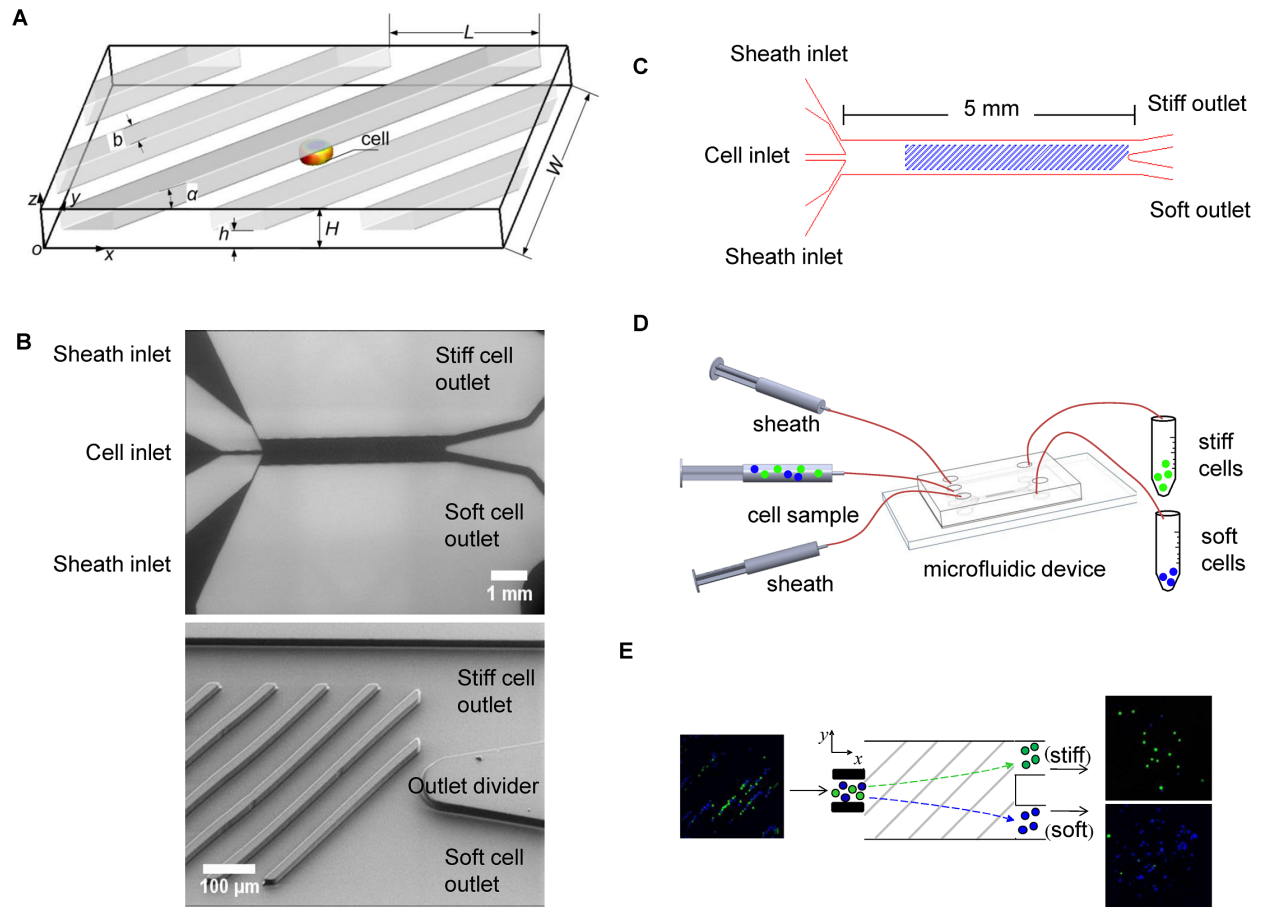 A
L
b
cell
W
α
z
y
h
H
o
x
B
Sheath inlet
Stiff cell
outlet
Cell inlet
Soft cell
outlet
Sheath inlet
1 mm
Stiff cell
outlet
Outlet divider
Soft cell
outlet
100 µm
C
Sheath inlet
5 mm
Stiff outlet
Cell inlet
Soft outlet
Sheath inlet
D
sheath
stiff
cells
cell sample
soft
cells
sheath
microfluidic device
E
y
x
(stiff)
(soft)